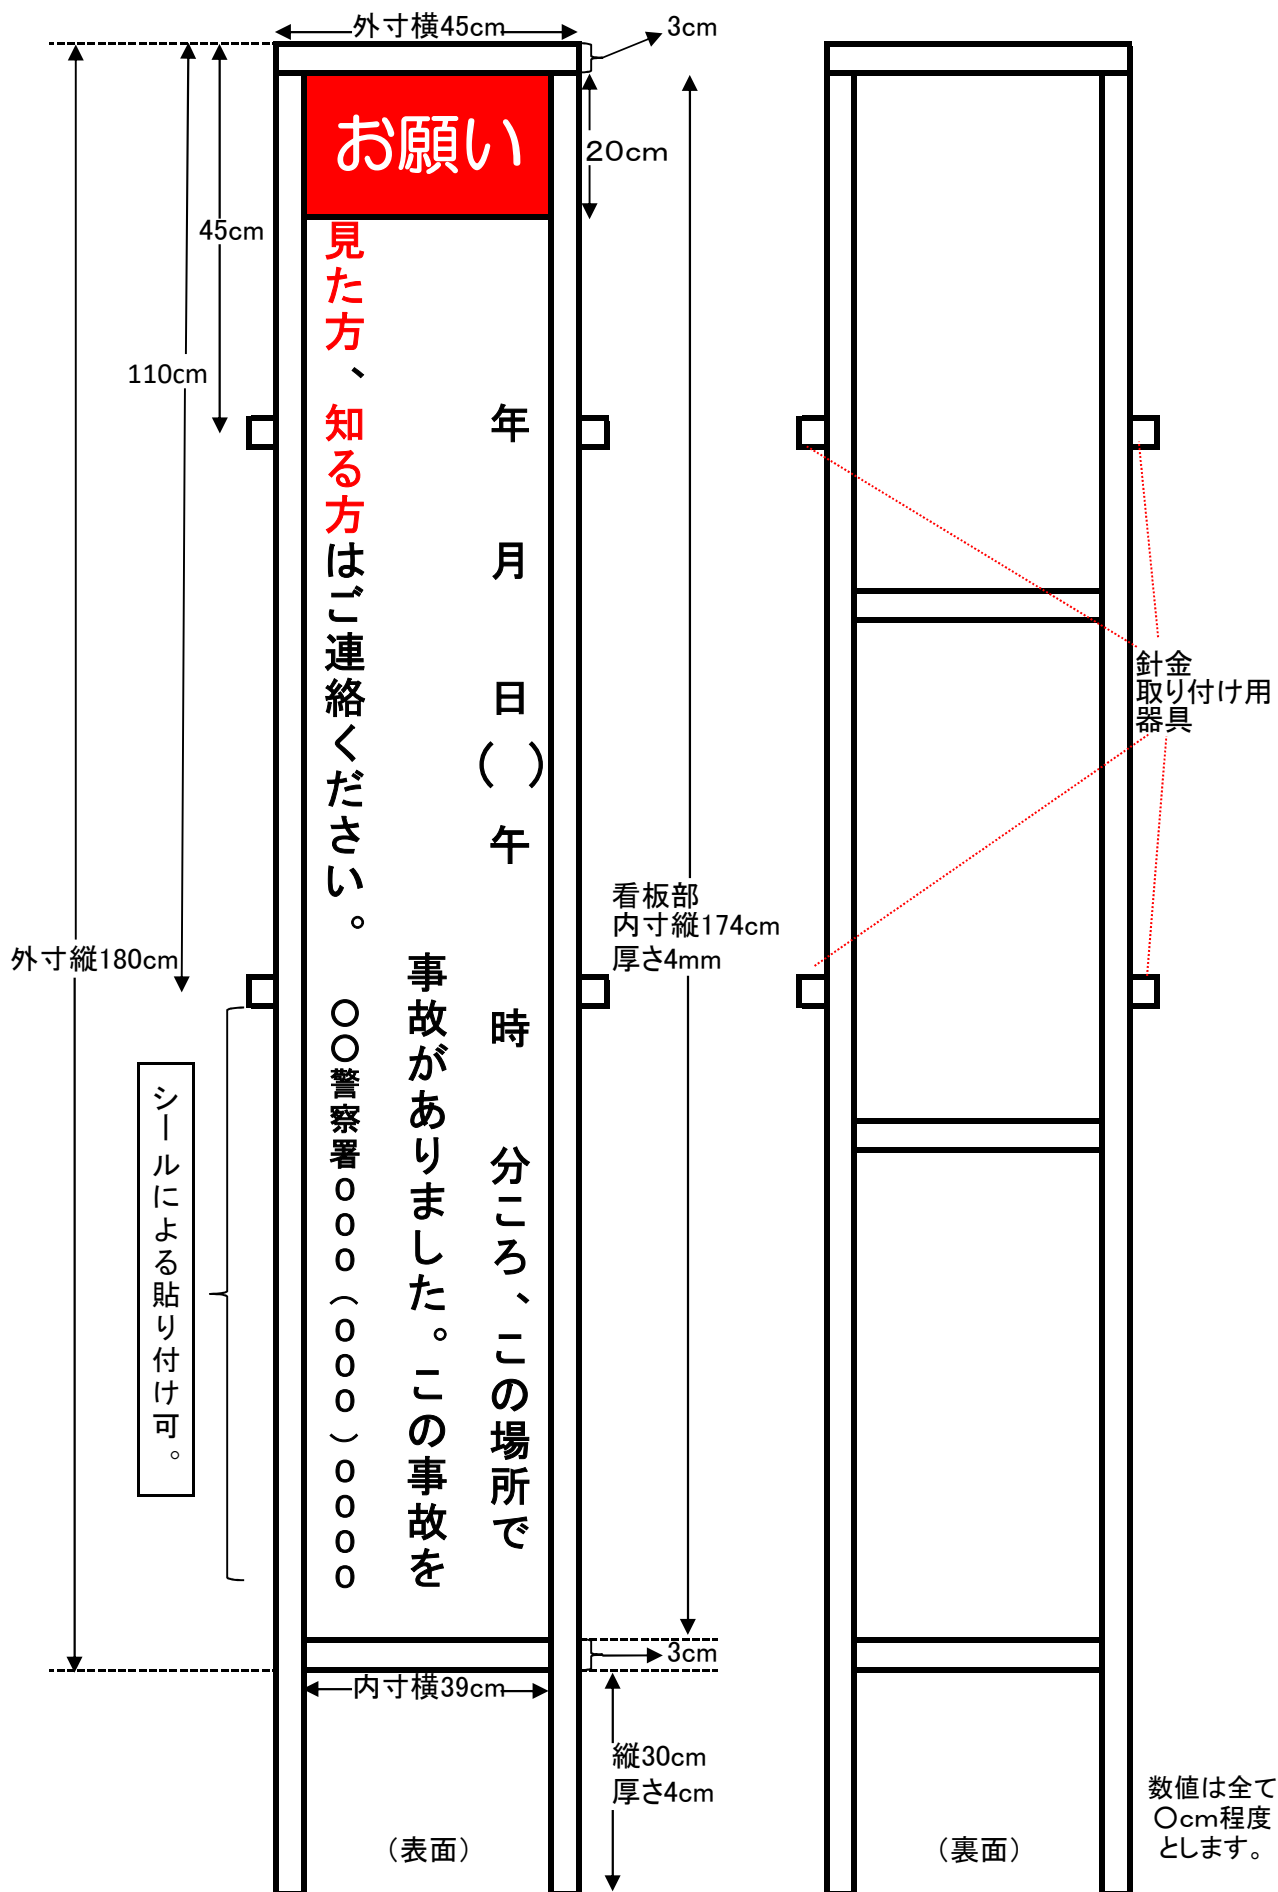 外寸横45cm
3cm
お願い
20cm
45cm
110cm
外寸縦180cm
年　月　日（　）午　時　分ころ、この場所で
事故がありました。この事故を
見た方、知る方はご連絡ください。　〇〇警察署０００（０００）００００
看板部
内寸縦174cm
厚さ4mm
シールによる貼り付け可。
3cm
内寸横39cm
縦30cm
厚さ4cm
（表面）
針金
取り付け用
器具
（裏面）
数値は全て
〇cm程度
とします。